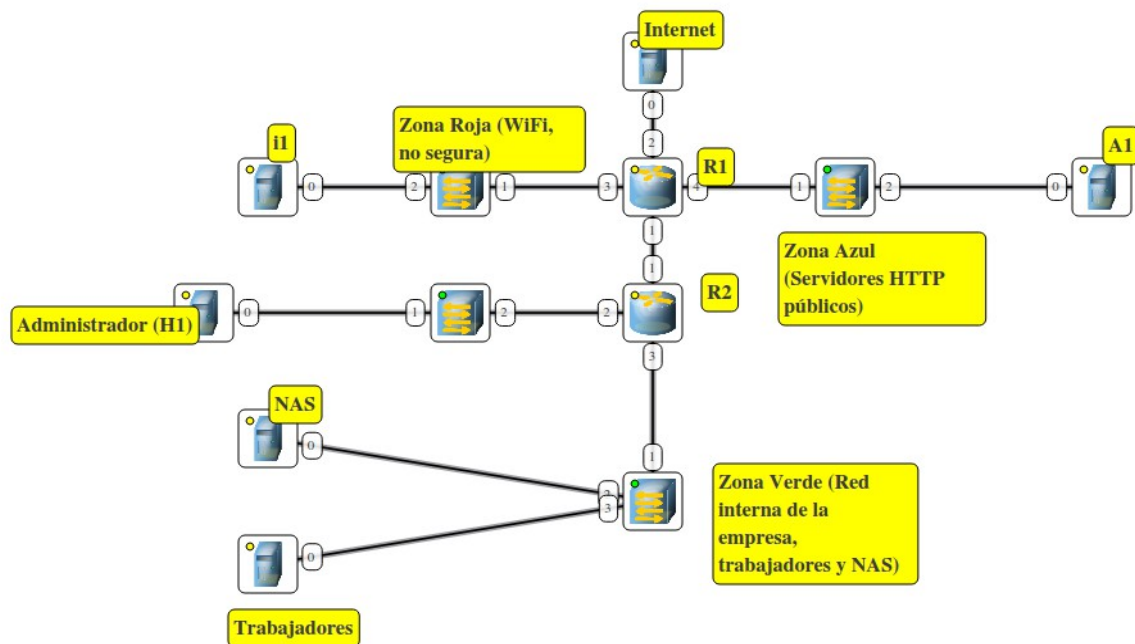 Internet
0
2
Zona Roja (WiFi,
no segura)
i1
0
2
1
3
R1
4
1
2
0
A1
1
1
Zona Azul
(Servidores HTTP
públicos)
R2
Administrador (H1)
0
1
2
2
3
NAS
0
1
3
0
Trabajadores
Zona Verde (Red
interna de la
empresa,
trabajadores y NAS)